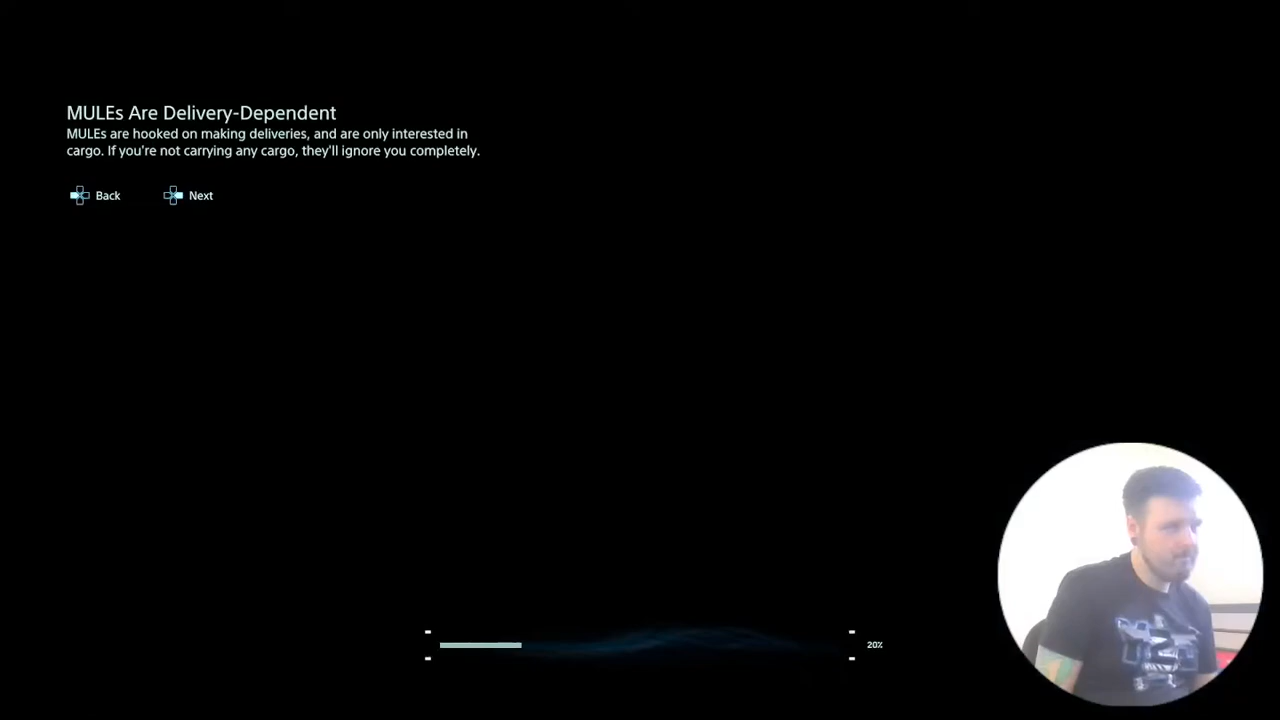 MULEs Are Delivery-Dependent
MULEs are hooked on making deliveries, and are only interested in
cargo. If you're not carrying any cargo, they'll ignore you completely.
Back Next
20%